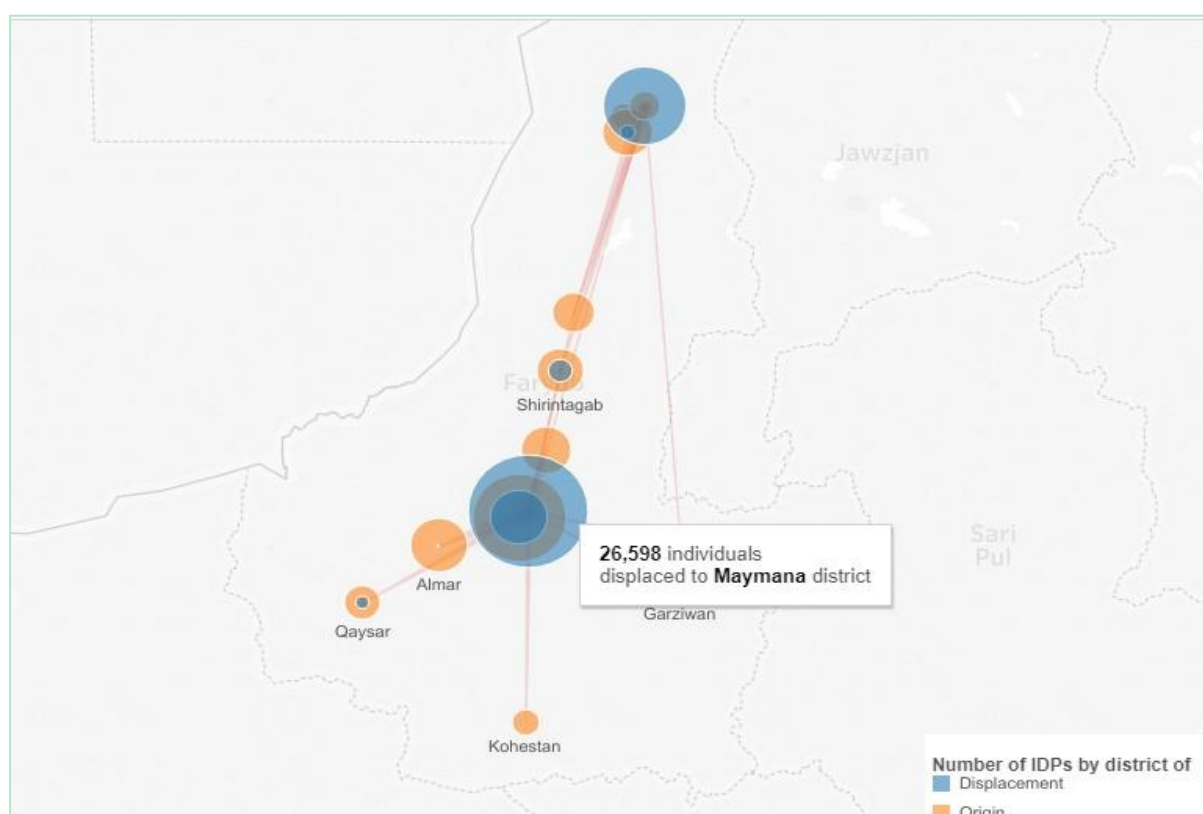 Jawzjan
Shirintagab
26,598 individuals
displaced to Maymana district
Sari
Pul
Almar
Garziwan
Qaysar
Kohestan
Number of IDPs by district of
Displacement
Origin